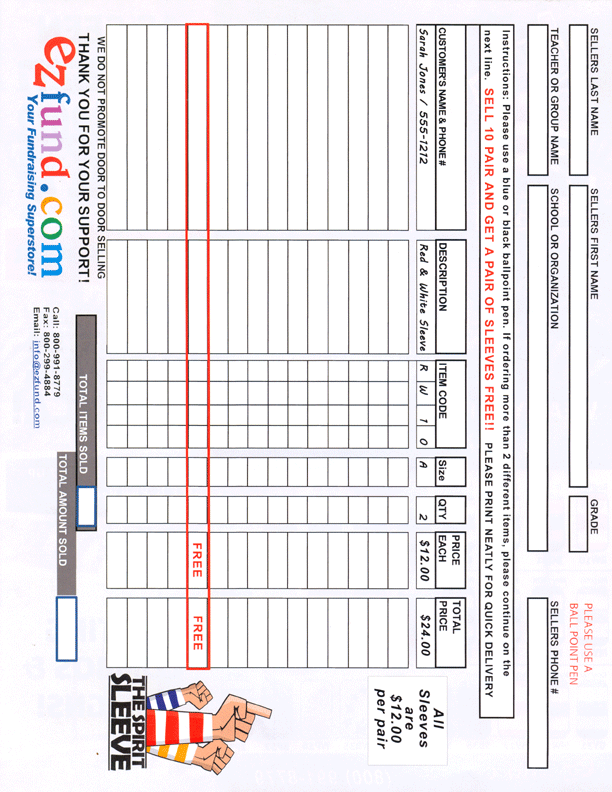 SELLERS LAST NAME
SELLERS FIRST NAME
GRADE
PLEASE USE A
BALL POINT PEN
TEACHER OR GROUP NAME
SCHOOL OR ORGANIZATION
SELLERS PHONE #
Instructions: Please use a blue or black ballpoint pen. If ordering more than 2 different items, please continue on the
next line. SELL 10 PAIR AND GET A PAIR OF SLEEVES FREE!! PLEASE PRINT NEATLY FOR QUICK DELIVERY
CUSTOMER'S NAME & PHONE#
DESCRIPTION
ITEM CODE
Size
QTY
PRICE
EACH
TOTAL
PRICE
Sarah Jones / 555-1212
Red & White Sleeve
R W 1 0
A
2
$12.00
$24.00
All
Sleeves
are
$12.00
per pair
FREE
FREE
THE SPIRIT
SLEEVE
WE DO NOT PROMOTE DOOR TO DOOR SELLING
THANK YOU FOR YOUR SUPPORT!
TOTAL ITEMS SOLD
TOTAL AMOUNT SOLD
ezfund.com
Your Fundraising Superstore!
Call: 800-991-8779
Fax: 800-299-4884
Email: info@ezfund.com